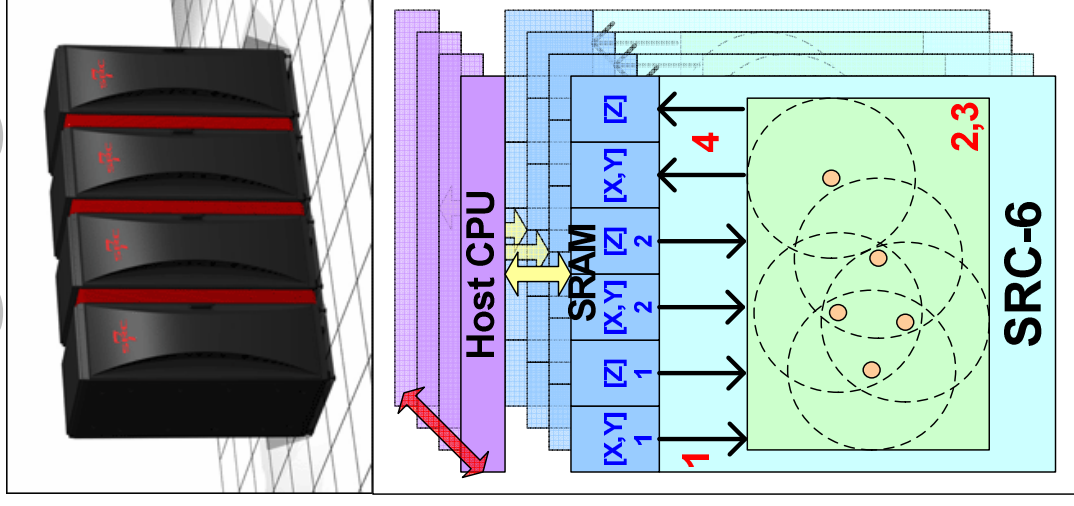 Host CPU
SRAM
[X,Y] 1
[Z] 1
[X,Y] 2
[Z] 2
[X,Y]
[Z]
1
4
2,3
SRC-6